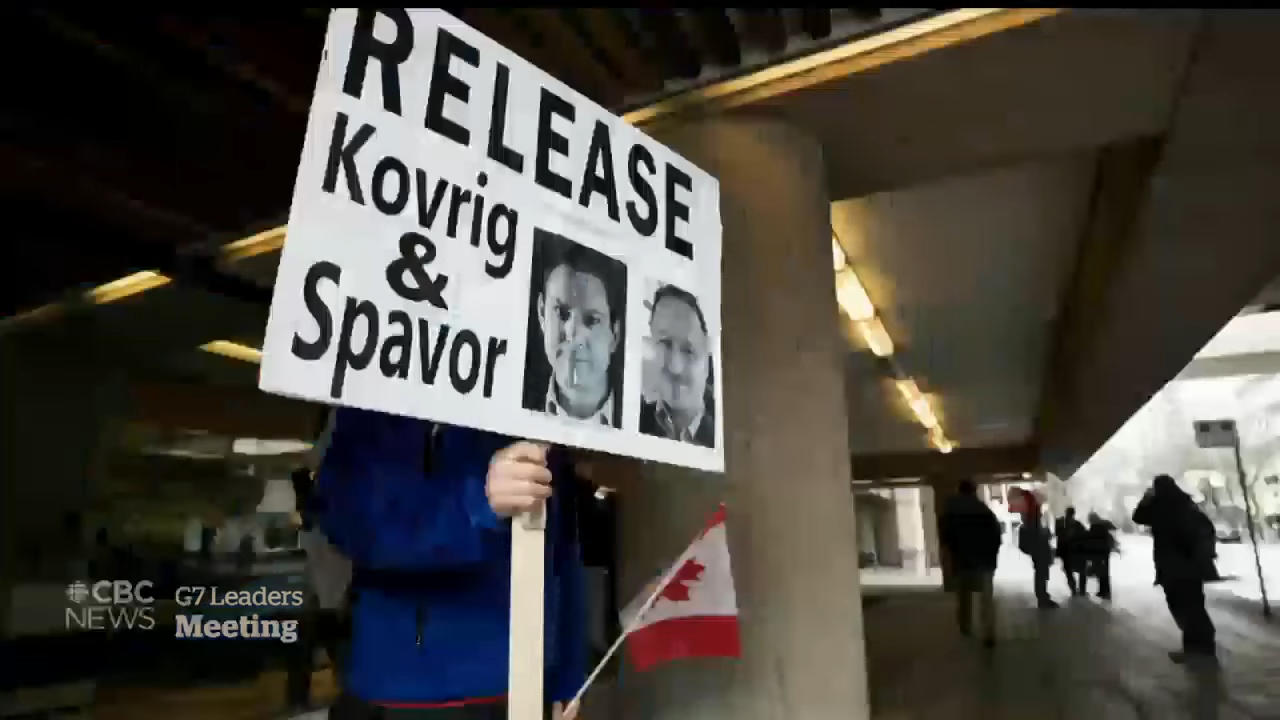 RELEASE
Kovrig
&
Spavor
CBC
NEWS
G7 Leaders
Meeting